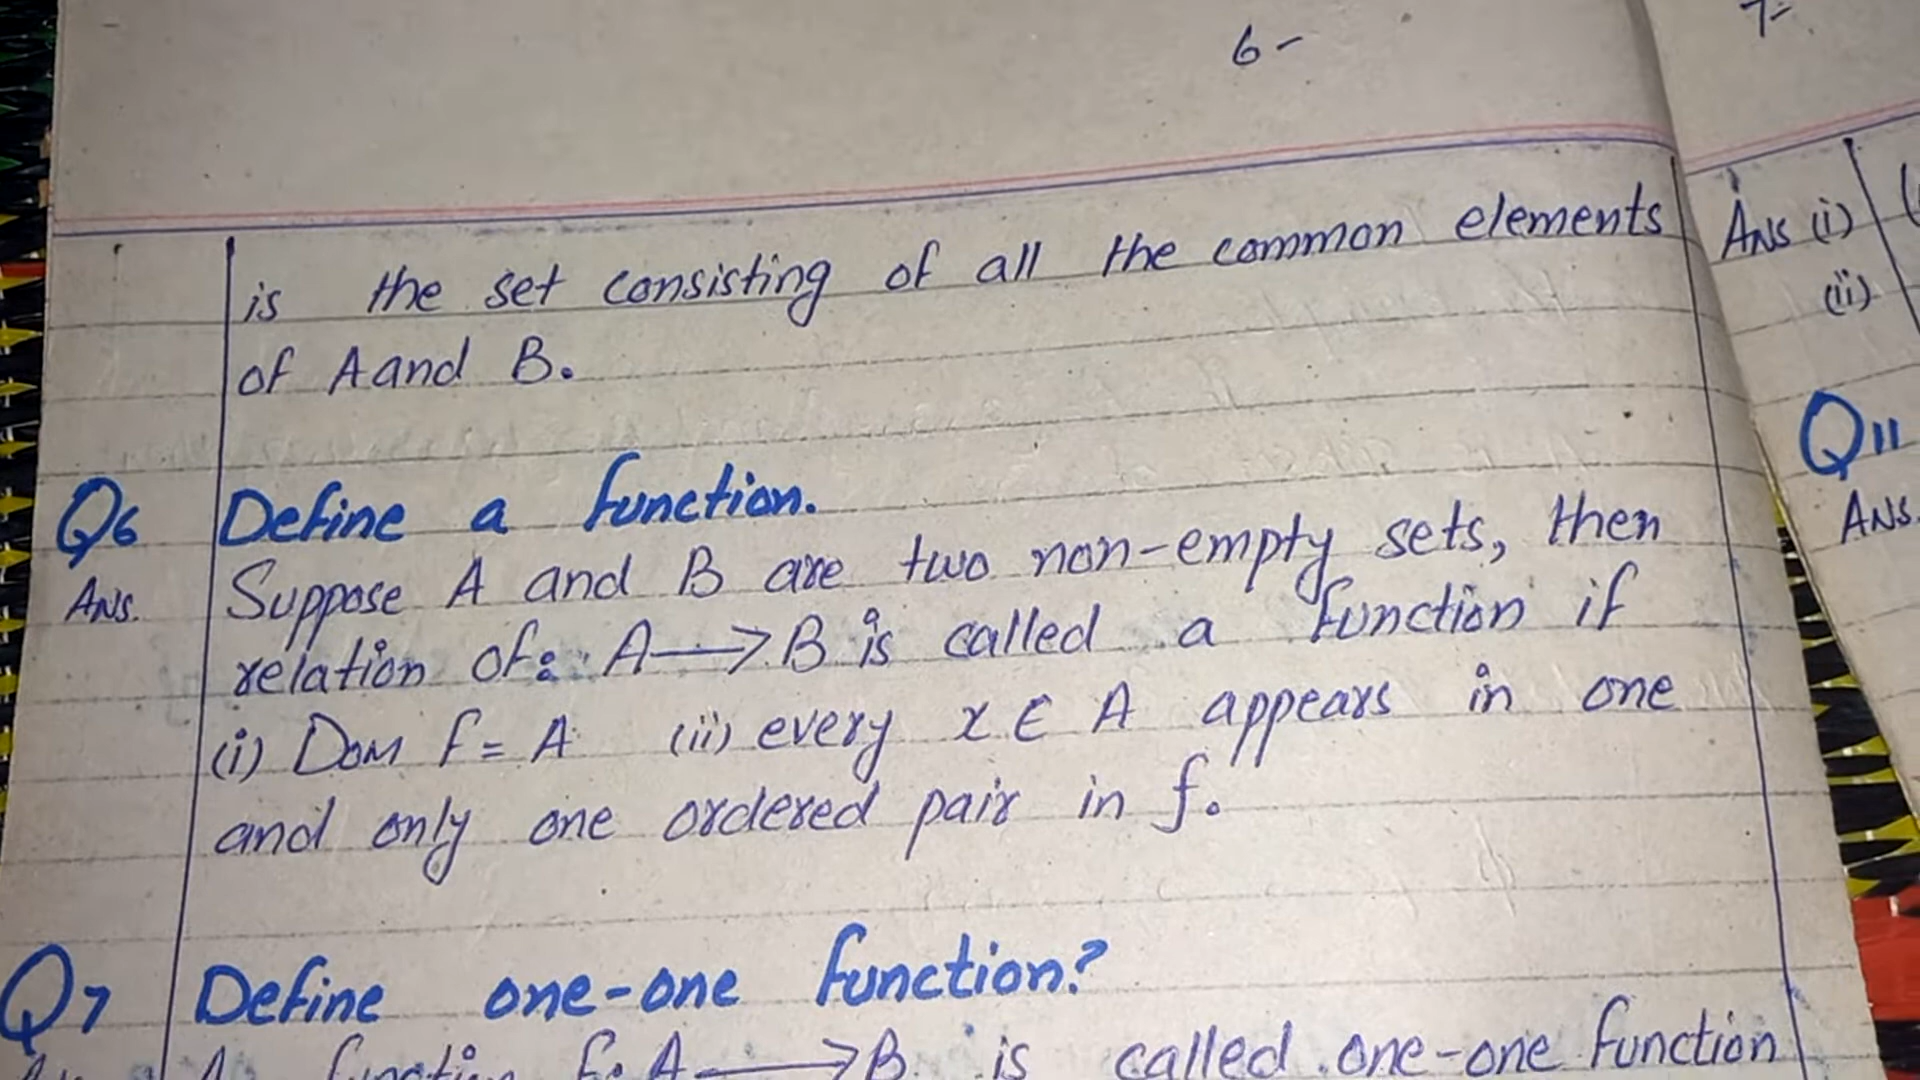 6-
is the set consisting of all the common elements
of A and B.
Q6 Define a function.
Ans. Suppose A and B are two non-empty sets, then
relation of: A⟶B is called a function if
(i) Dom f = A (ii) every x ∈ A appears in one
and only one ordered pair in f.
Q7 Define one-one function?
A function f: A⟶B is called one-one function
7-
Ans (i)
(ii)
Q11
Ans.